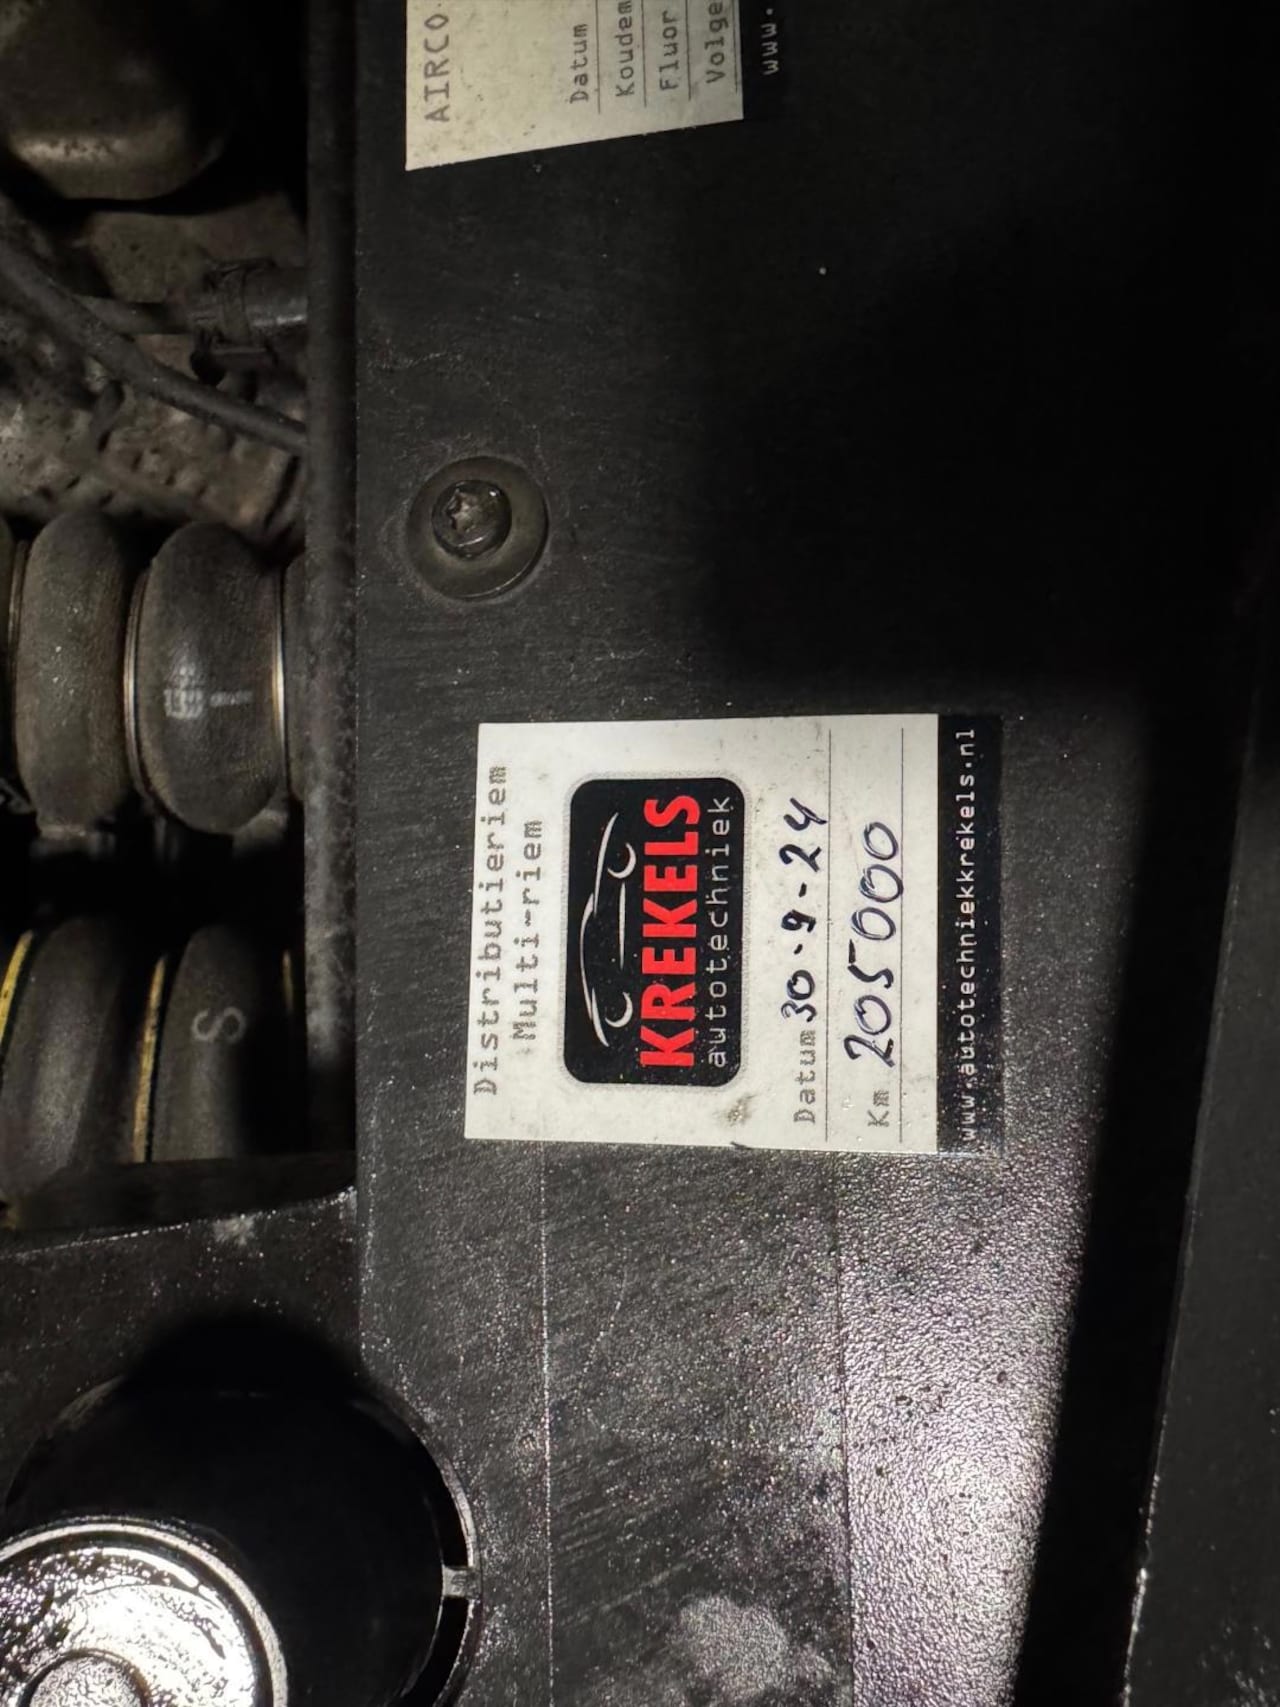 AIRCO
Datum
Koudem
Fluor
Volge
www.
Distributieriem
Multi-riem
KREKELS
autotechniek
Datum 30-9-24
Km 205000
www.autotechniekkrekels.nl
S